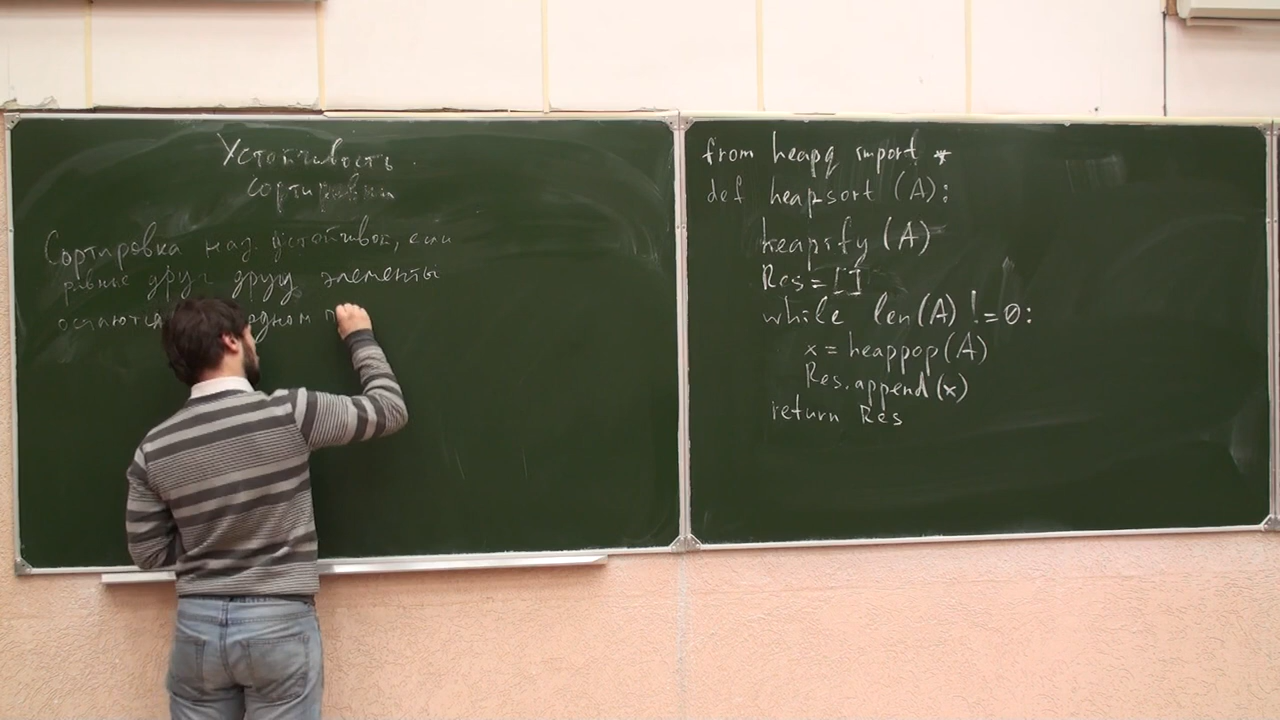 Устойчивость
сортировки
Сортировка наз. устойчивой, если
равные друг другу элементы
остаются одном
from heapq import *
def heapsort (A):
heapify (A)
Res = []
while len(A) != 0:
x = heappop(A)
Res.append(x)
return Res